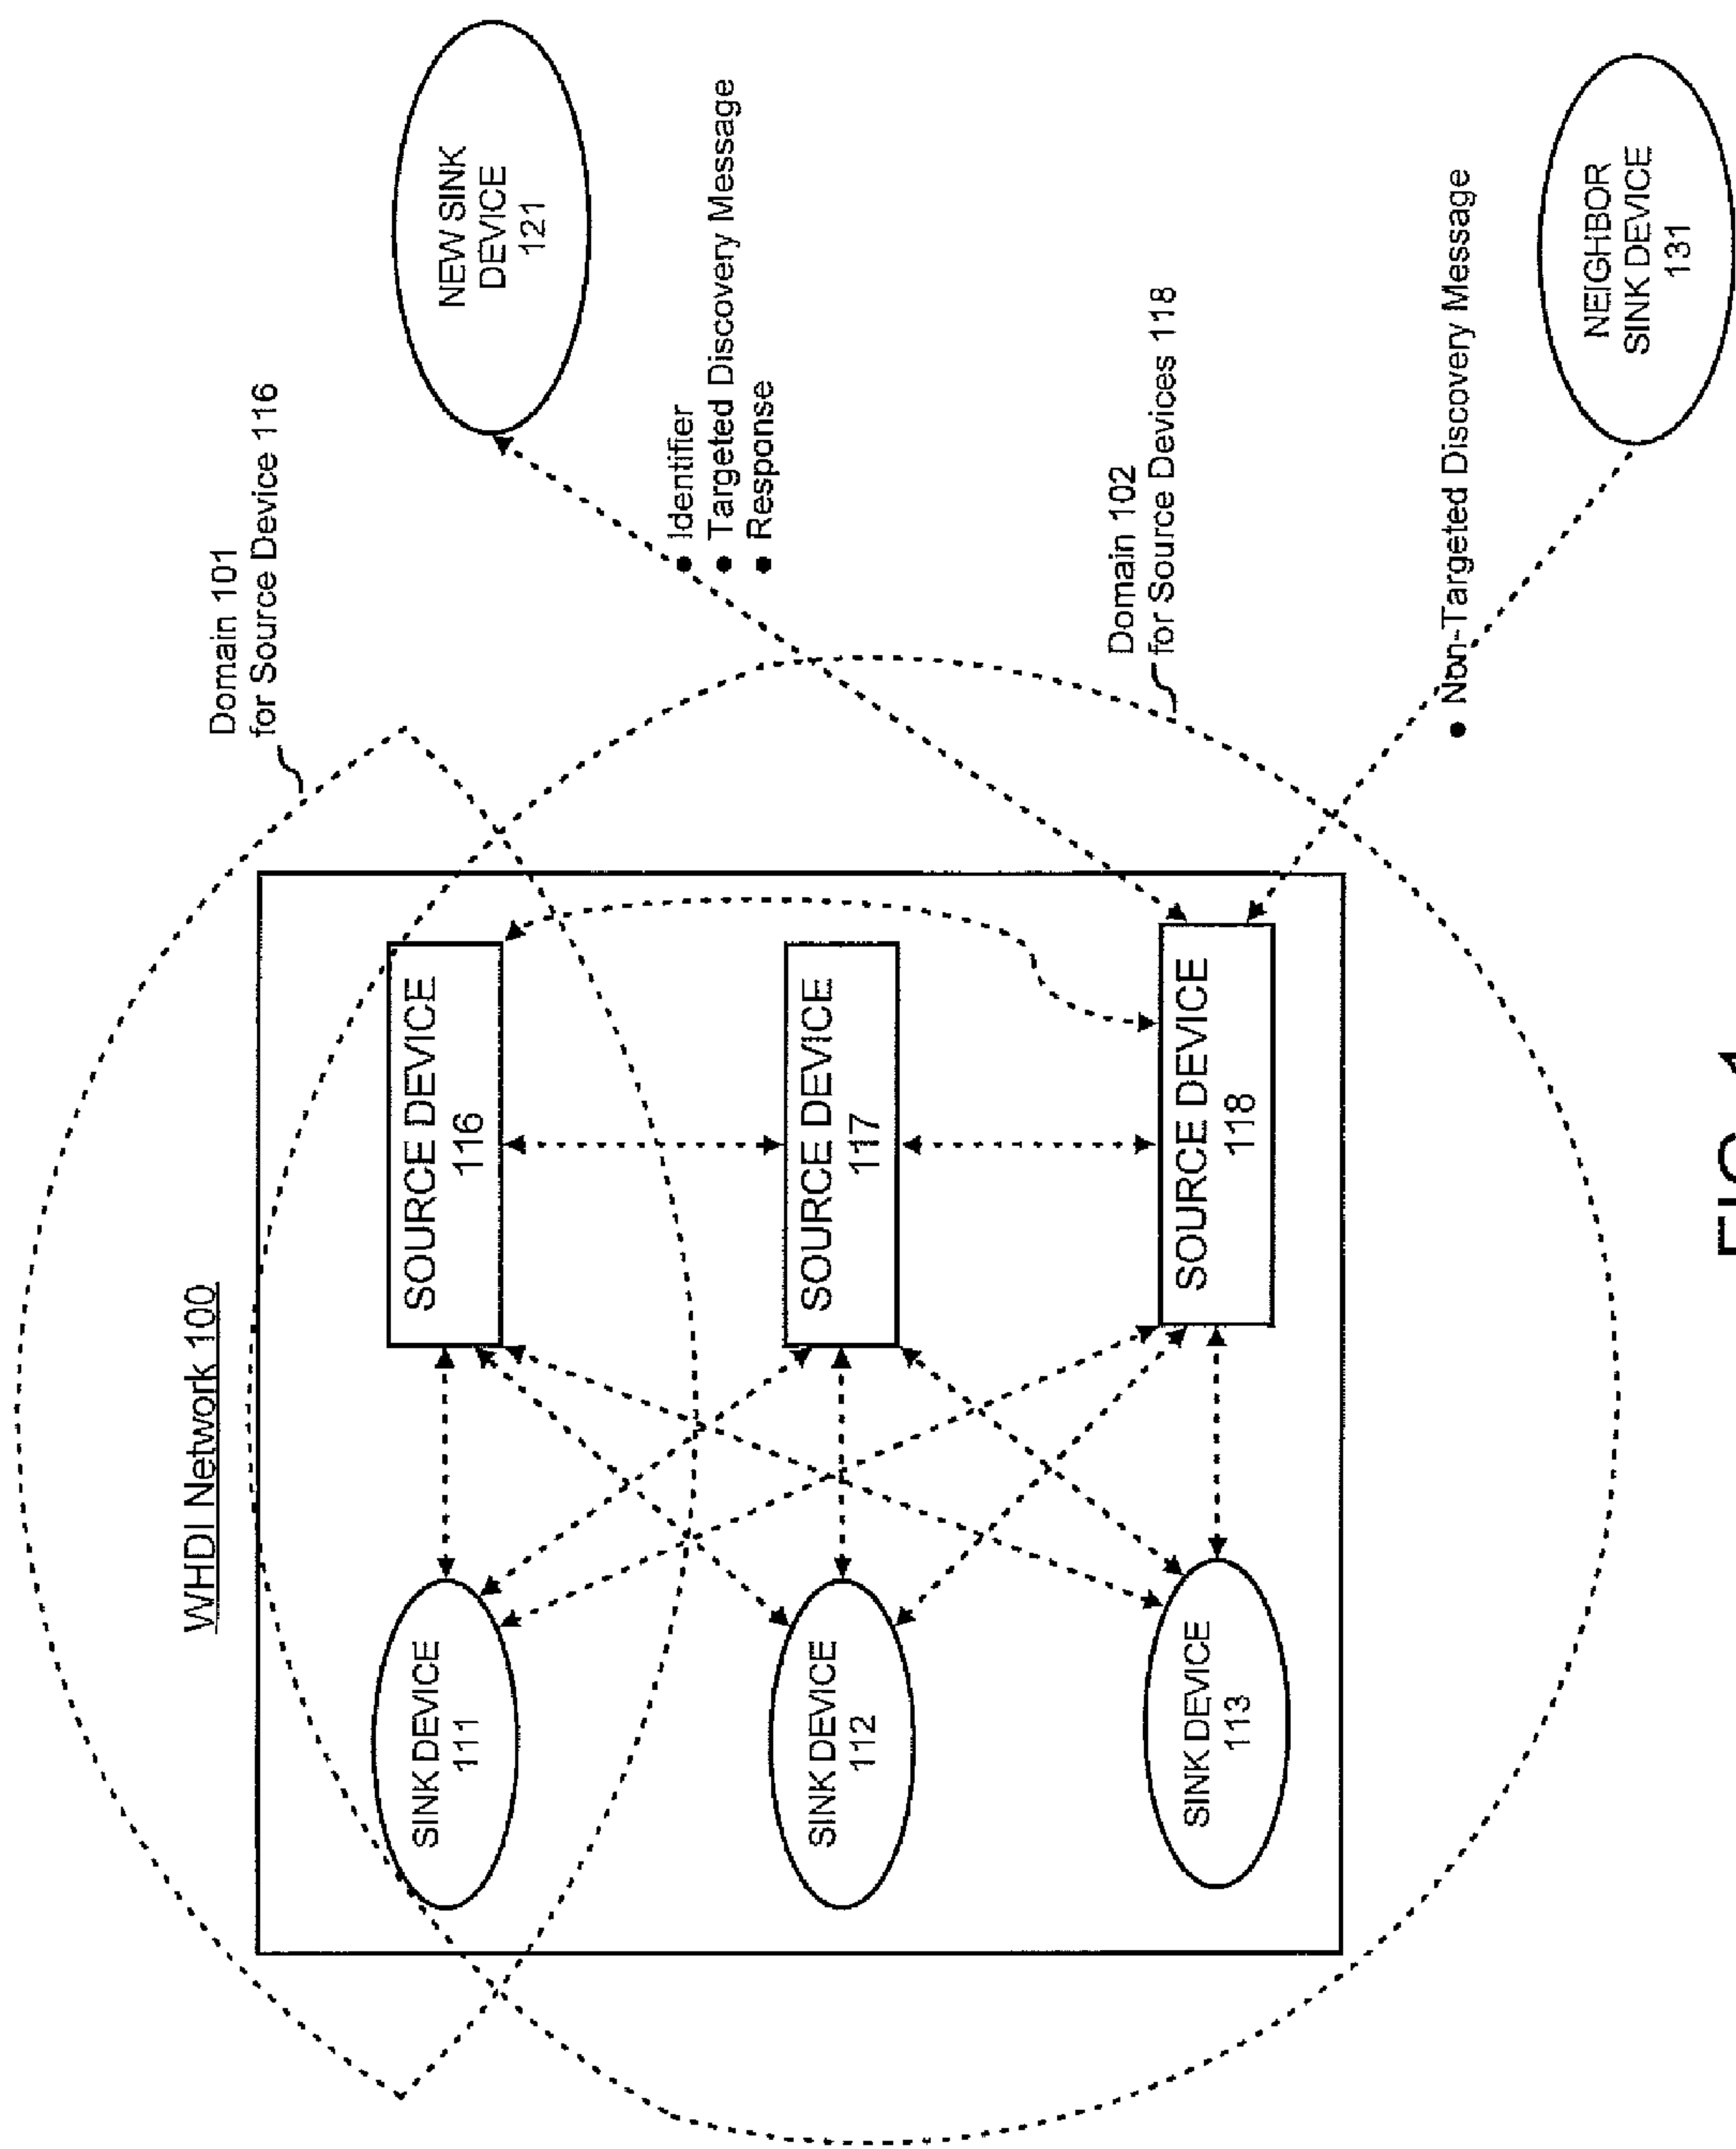 WHDI Network 100
Domain 101
for Source Device 116
SINK DEVICE
111
SOURCE DEVICE
116
NEW SINK
DEVICE
121
● Identifier
● Targeted Discovery Message
● Response
SINK DEVICE
112
SOURCE DEVICE
117
Domain 102
for Source Devices 118
SINK DEVICE
113
SOURCE DEVICE
118
● Non-Targeted Discovery Message
NEIGHBOR
SINK DEVICE
131
FIG. 1